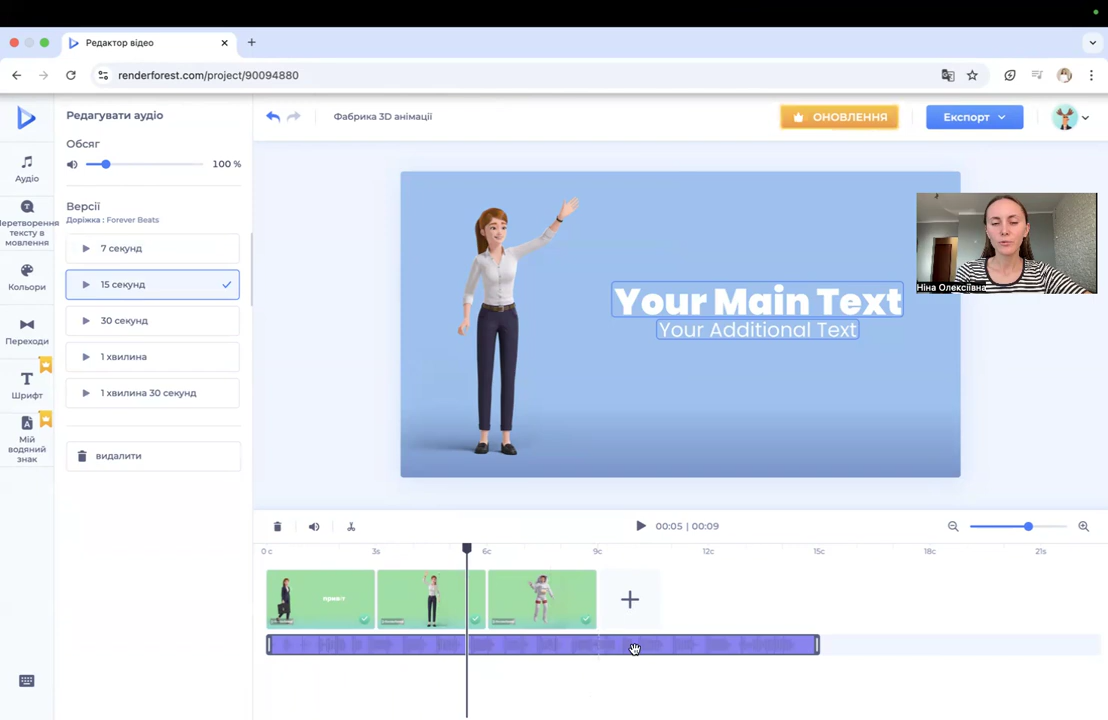 Редактор відео
renderforest.com/project/90094880
Редагувати аудіо
Фабрика 3D анімації
ОНОВЛЕННЯ
Експорт
Обсяг
100 %
Аудіо
Версії
Доріжка : Forever Beats
Перетворення
тексту в
мовлення
7 секунд
15 секунд
Кольори
30 секунд
Переходи
1 хвилина
Шрифт
1 хвилина 30 секунд
Мій
водяний
знак
видалити
Your Main Text
Your Additional Text
Ніна Олексіївна
00:05 | 00:09
0 с
3s
6с
9с
12с
15с
18с
21s
привіт